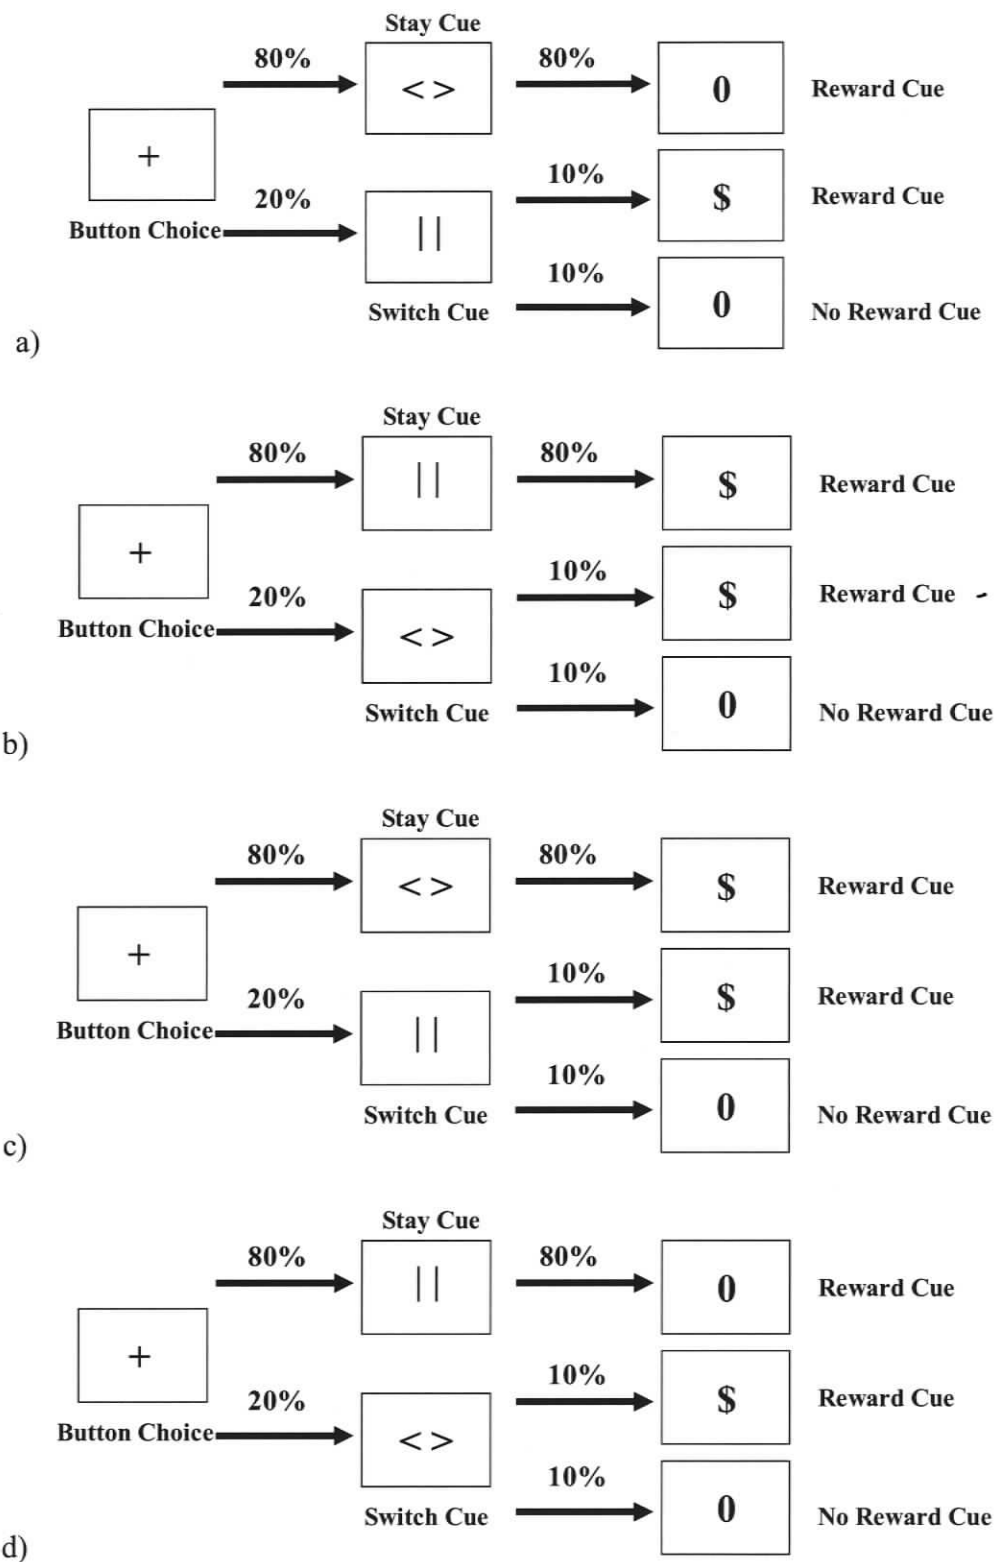 Stay Cue
80%
< >
80%
0
Reward Cue
+
Button Choice
20%
| |
Switch Cue
10%
$
Reward Cue
10%
0
No Reward Cue
a)
Stay Cue
80%
| |
80%
$
Reward Cue
+
Button Choice
20%
< >
Switch Cue
10%
$
Reward Cue
10%
0
No Reward Cue
b)
Stay Cue
80%
< >
80%
$
Reward Cue
+
Button Choice
20%
| |
Switch Cue
10%
$
Reward Cue
10%
0
No Reward Cue
c)
Stay Cue
80%
| |
80%
0
Reward Cue
+
Button Choice
20%
< >
Switch Cue
10%
$
Reward Cue
10%
0
No Reward Cue
d)